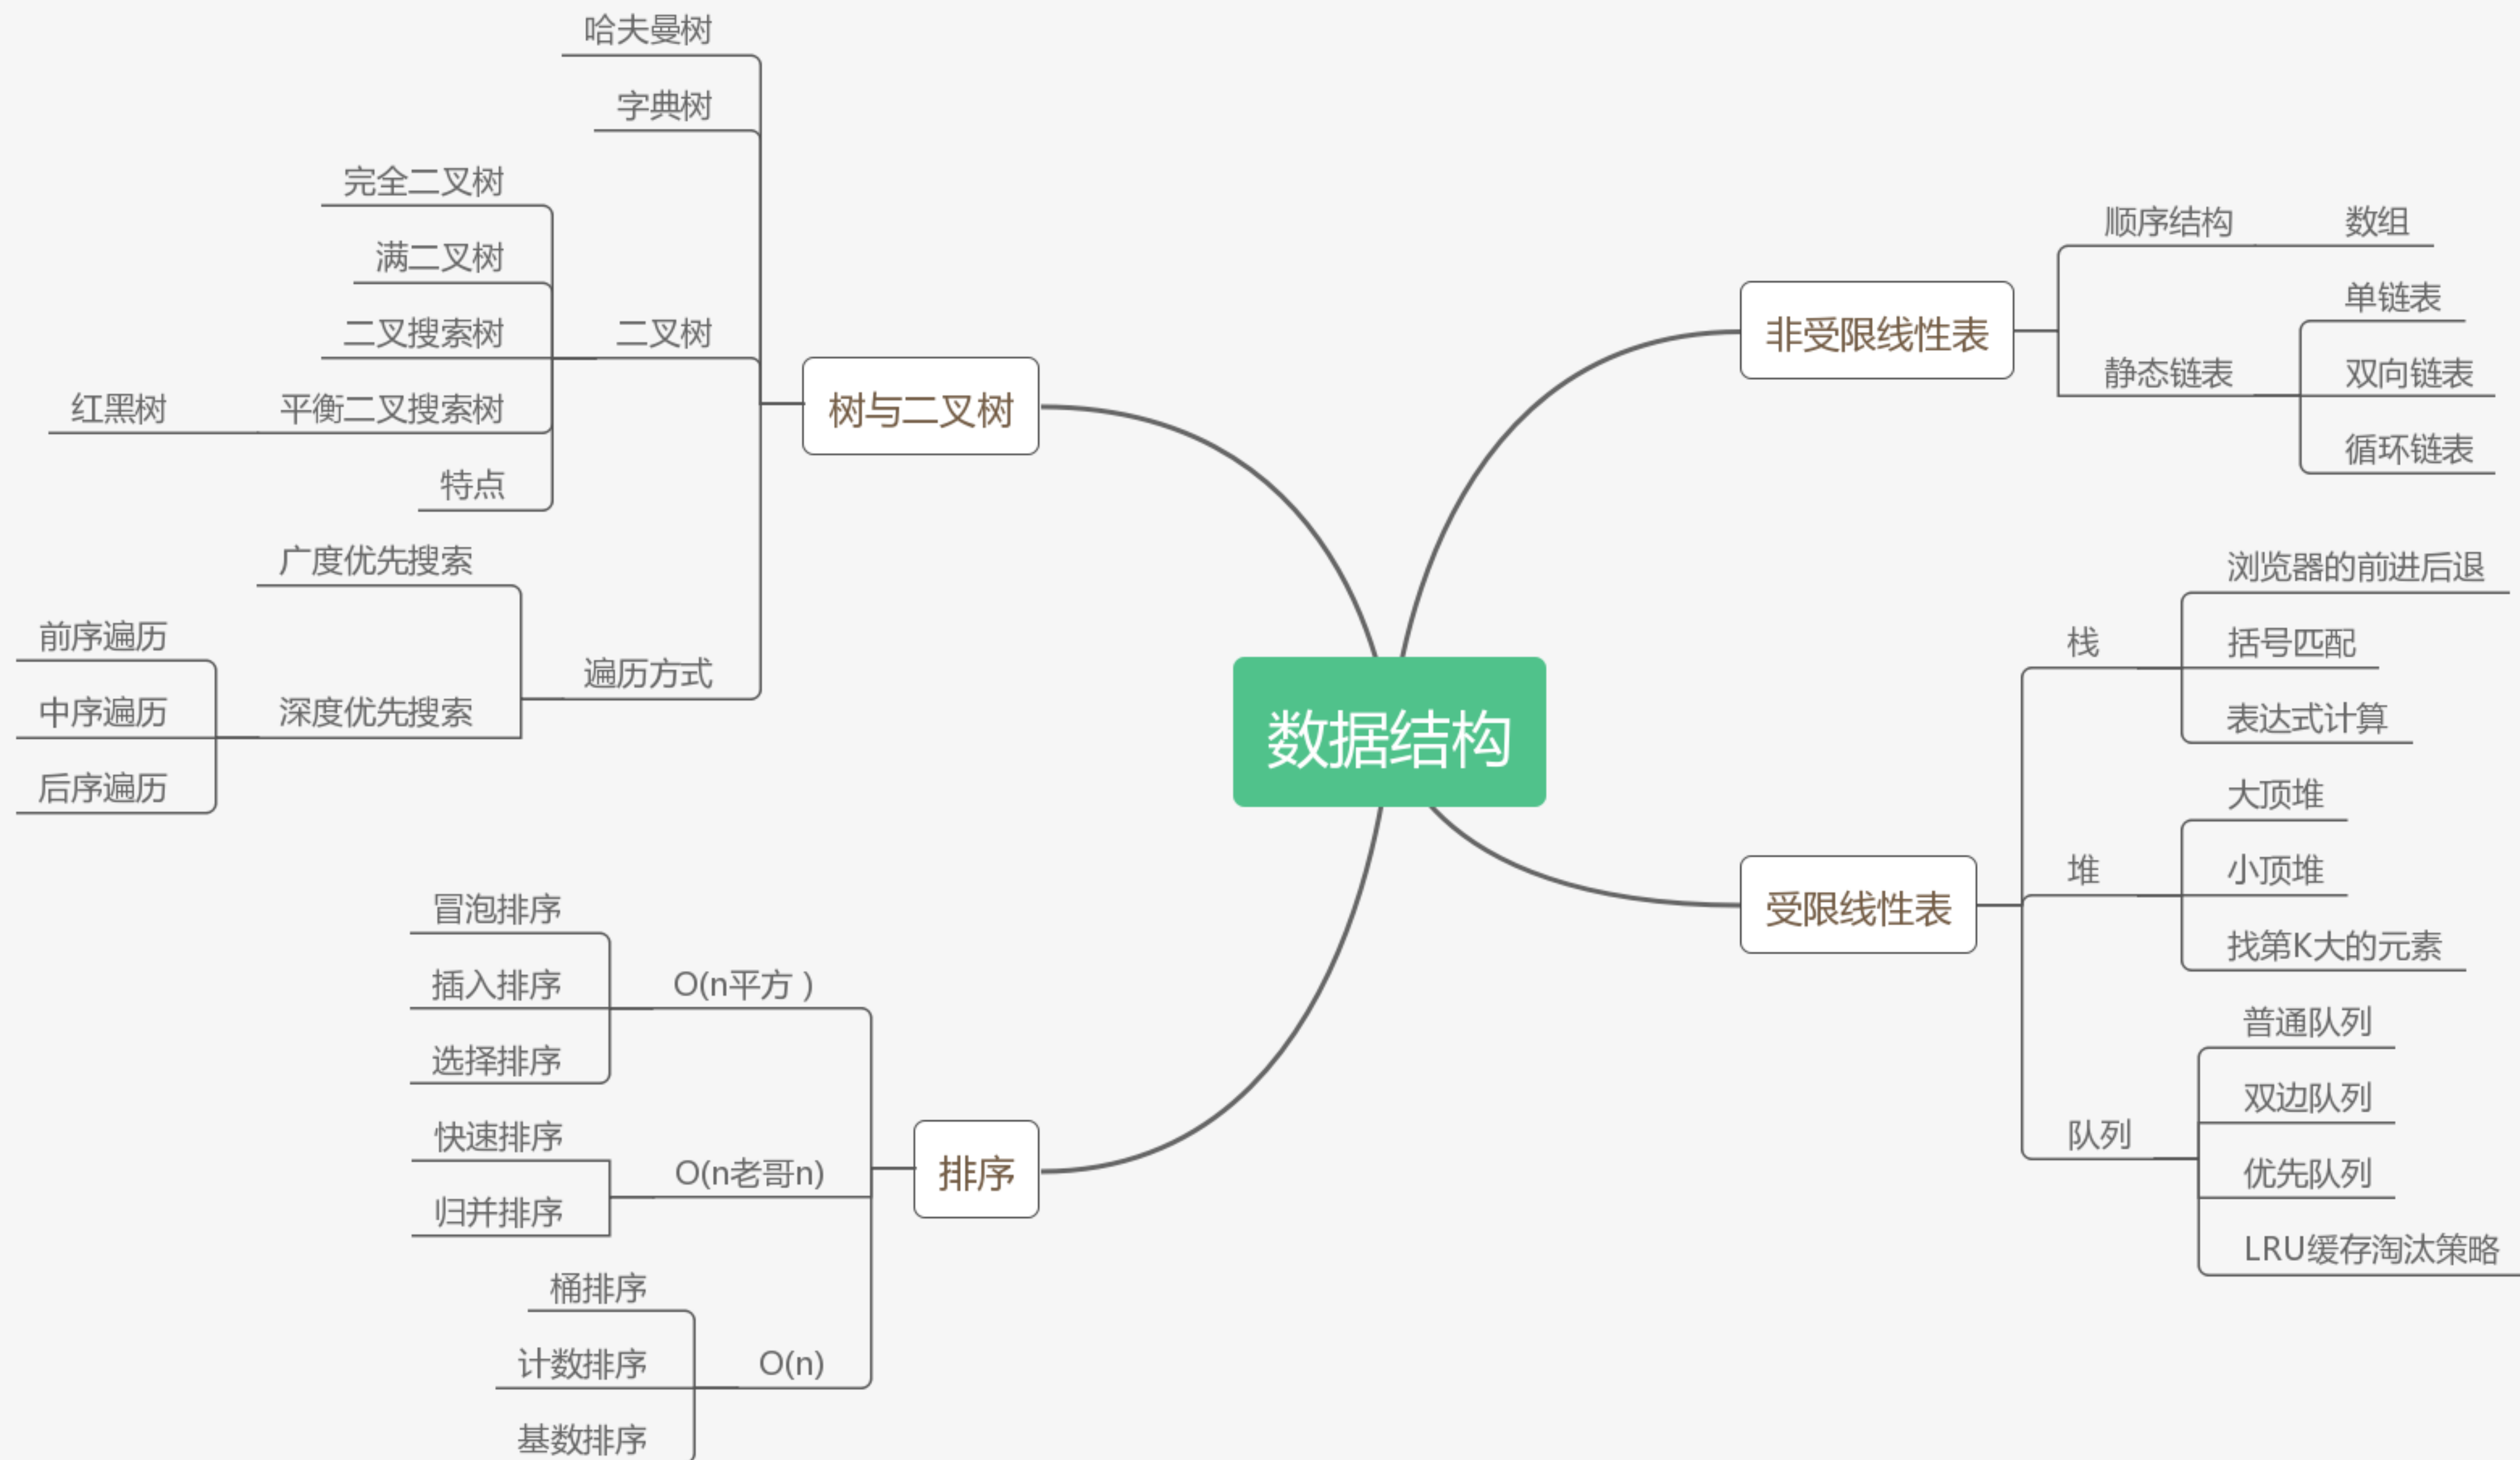 数据结构
非受限线性表
顺序结构
数组
静态链表
单链表
双向链表
循环链表
受限线性表
栈
浏览器的前进后退
括号匹配
表达式计算
堆
大顶堆
小顶堆
找第K大的元素
队列
普通队列
双边队列
优先队列
LRU缓存淘汰策略
树与二叉树
哈夫曼树
字典树
二叉树
完全二叉树
满二叉树
二叉搜索树
平衡二叉搜索树
红黑树
特点
遍历方式
广度优先搜索
深度优先搜索
前序遍历
中序遍历
后序遍历
排序
O(n平方 )
冒泡排序
插入排序
选择排序
O(n老哥n)
快速排序
归并排序
O(n)
桶排序
计数排序
基数排序